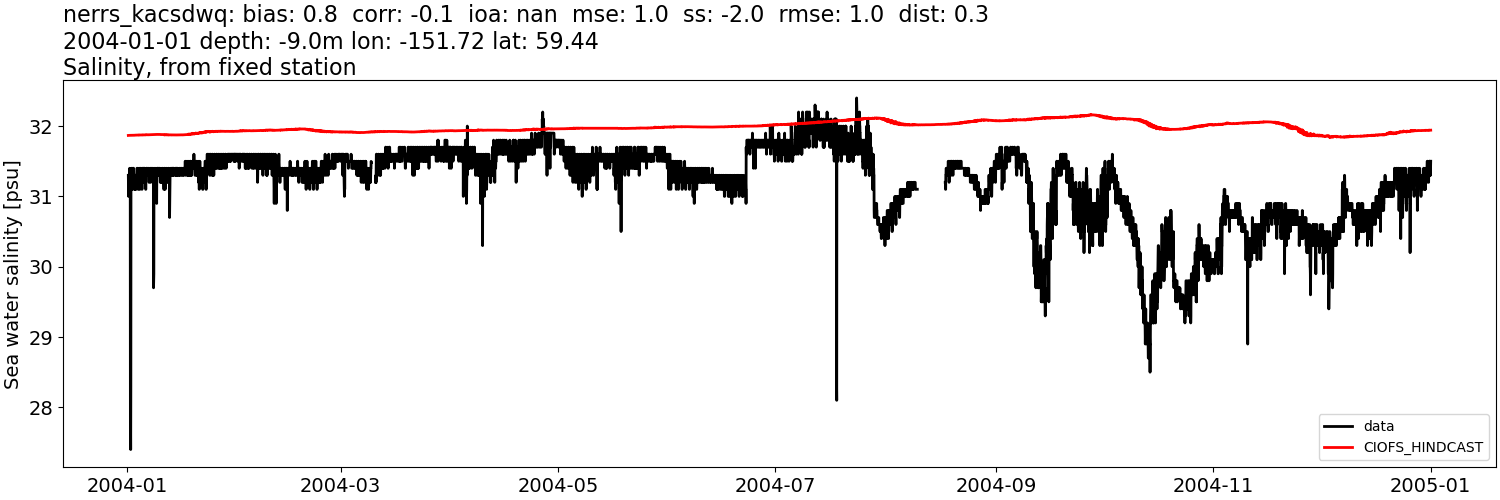 nerrs_kacsdwq: bias: 0.8  corr: -0.1  ioa: nan  mse: 1.0  ss: -2.0  rmse: 1.0  dist: 0.3
2004-01-01 depth: -9.0m lon: -151.72 lat: 59.44
Salinity, from fixed station
Sea water salinity [psu]
32
31
30
29
28
data
CIOFS_HINDCAST
2004-01
2004-03
2004-05
2004-07
2004-09
2004-11
2005-01